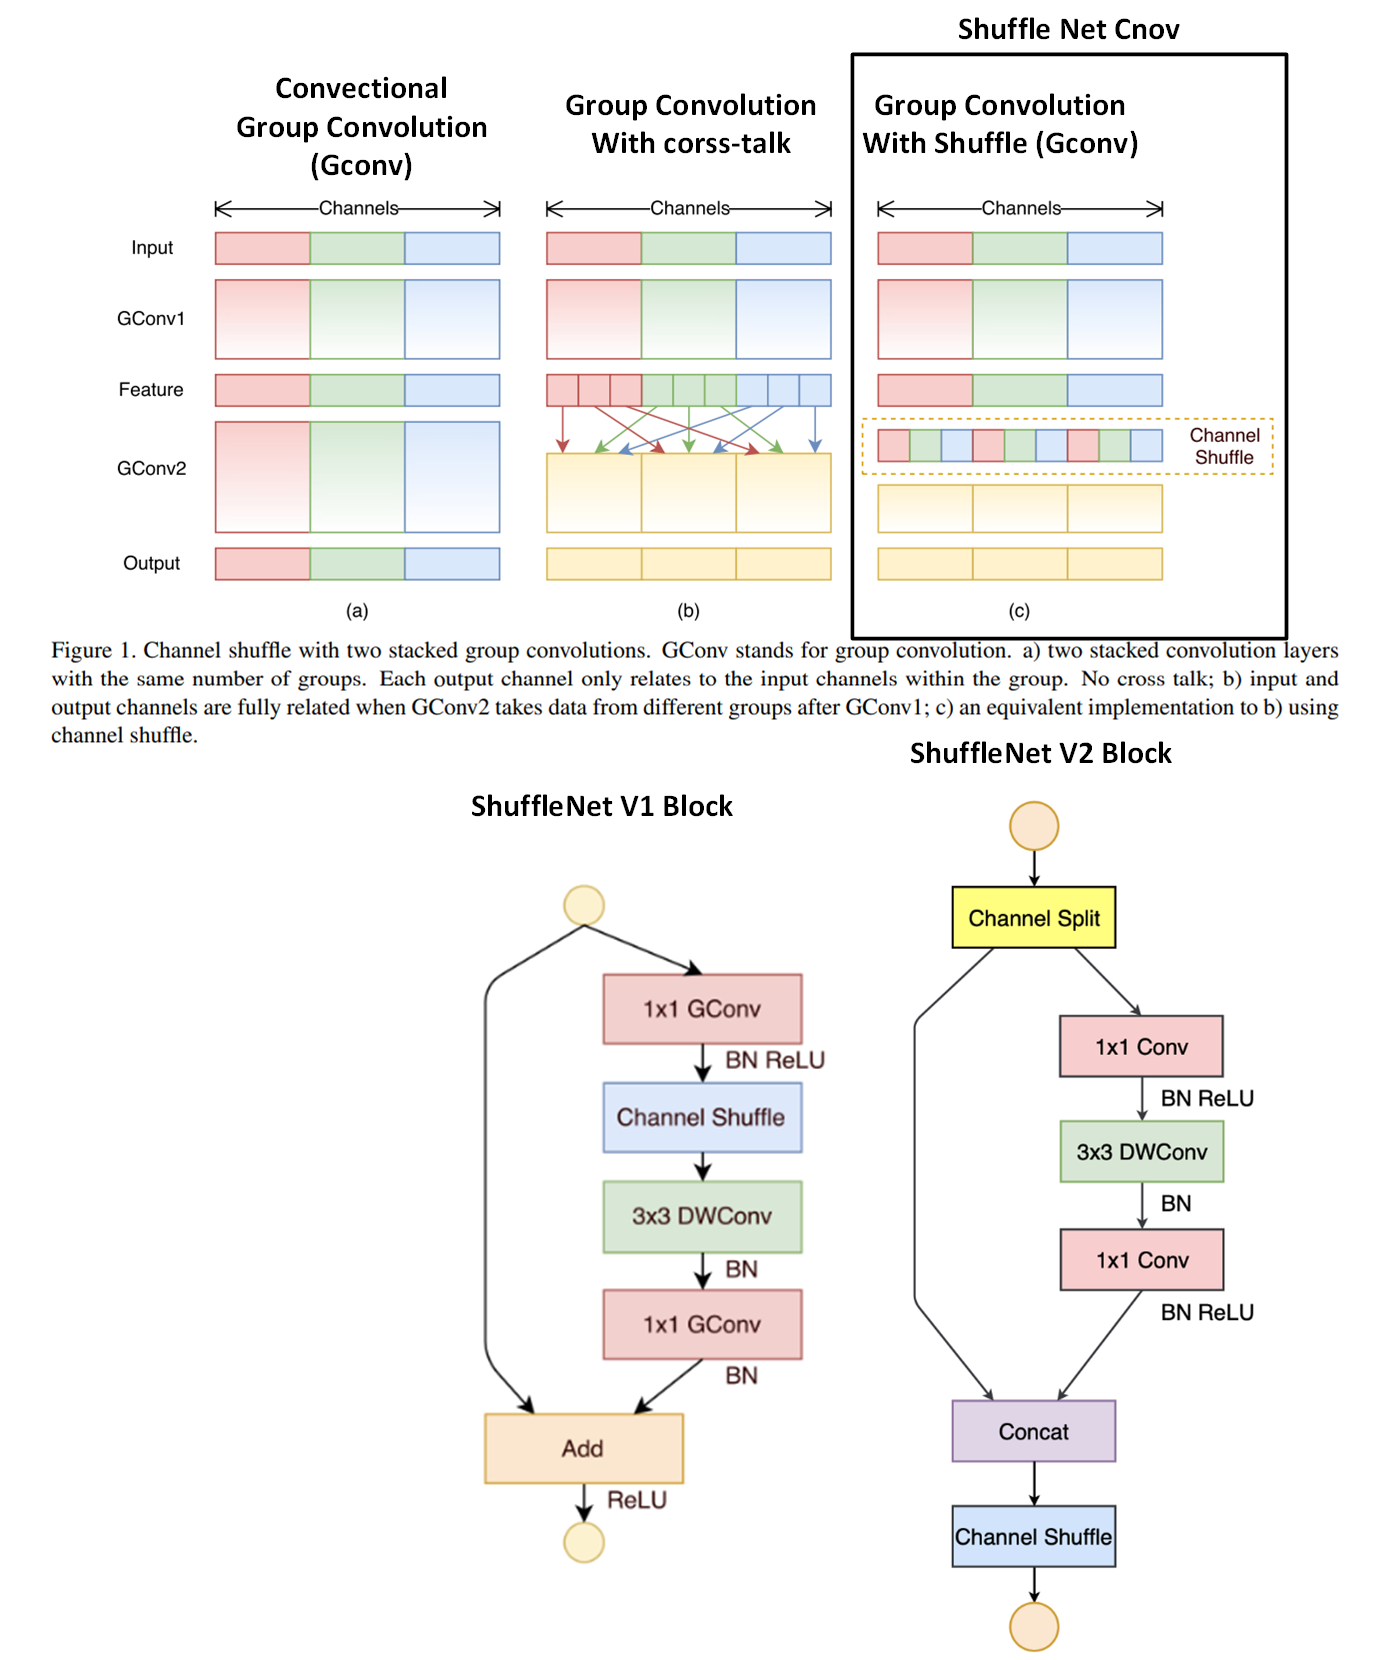 Shuffle Net Cnov
Convectional
Group Convolution
(Gconv)
Group Convolution
With corss-talk
Group Convolution
With Shuffle (Gconv)
Channels
Channels
Channels
Input
GConv1
Feature
GConv2
Output
Channel
Shuffle
(a)
(b)
(c)
Figure 1. Channel shuffle with two stacked group convolutions. GConv stands for group convolution. a) two stacked convolution layers
with the same number of groups. Each output channel only relates to the input channels within the group. No cross talk; b) input and
output channels are fully related when GConv2 takes data from different groups after GConv1; c) an equivalent implementation to b) using
channel shuffle.
ShuffleNet V1 Block
1x1 GConv
BN ReLU
Channel Shuffle
3x3 DWConv
BN
1x1 GConv
BN
Add
ReLU
ShuffleNet V2 Block
Channel Split
1x1 Conv
BN ReLU
3x3 DWConv
BN
1x1 Conv
BN ReLU
Concat
Channel Shuffle